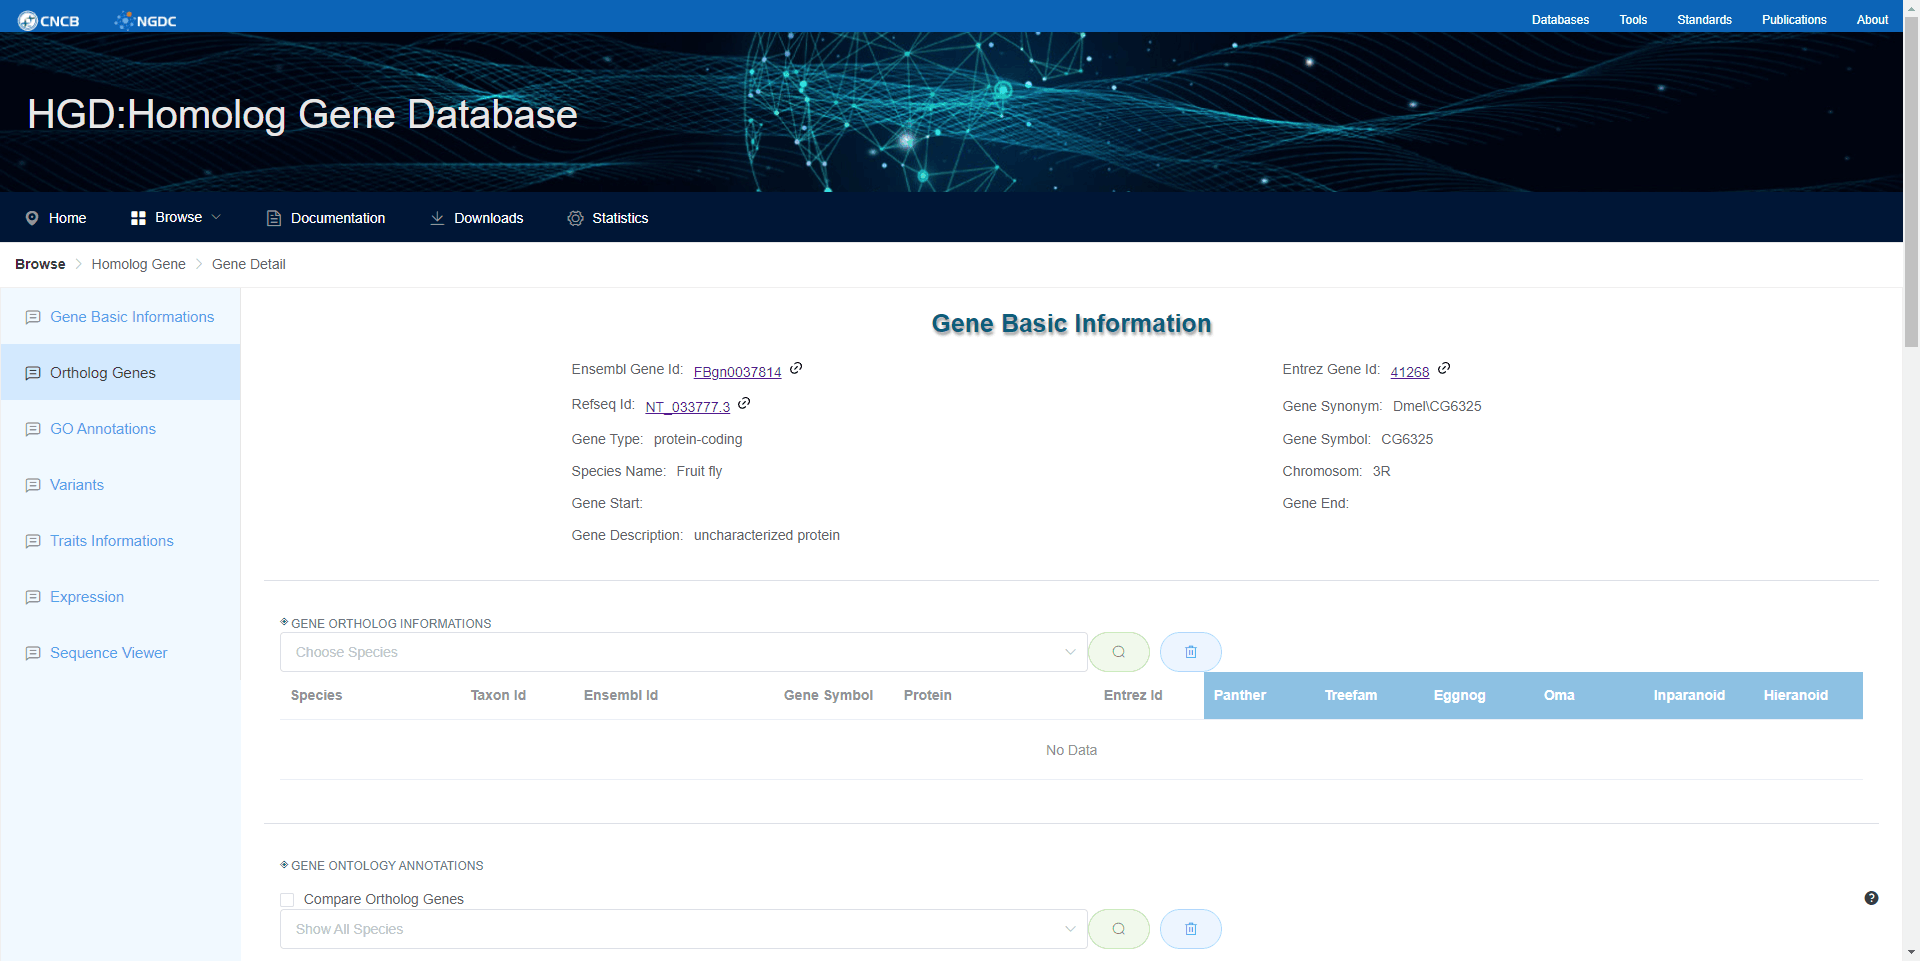 CNCB NGDC Databases Tools Standards Publications About
HGD:Homolog Gene Database
Home Browse Documentation Downloads Statistics
Browse Homolog Gene Gene Detail
Gene Basic Informations
Ortholog Genes
GO Annotations
Variants
Traits Informations
Expression
Sequence Viewer
Gene Basic Information
Ensembl Gene Id: FBgn0037814 Entrez Gene Id: 41268
Refseq Id: NT_033777.3 Gene Synonym: Dmel\CG6325
Gene Type: protein-coding Gene Symbol: CG6325
Species Name: Fruit fly Chromosom: 3R
Gene Start: Gene End:
Gene Description: uncharacterized protein
GENE ORTHOLOG INFORMATIONS
Choose Species
Species Taxon Id Ensembl Id Gene Symbol Protein Entrez Id Panther Treefam Eggnog Oma Inparanoid Hieranoid
No Data
GENE ONTOLOGY ANNOTATIONS
Compare Ortholog Genes
Show All Species